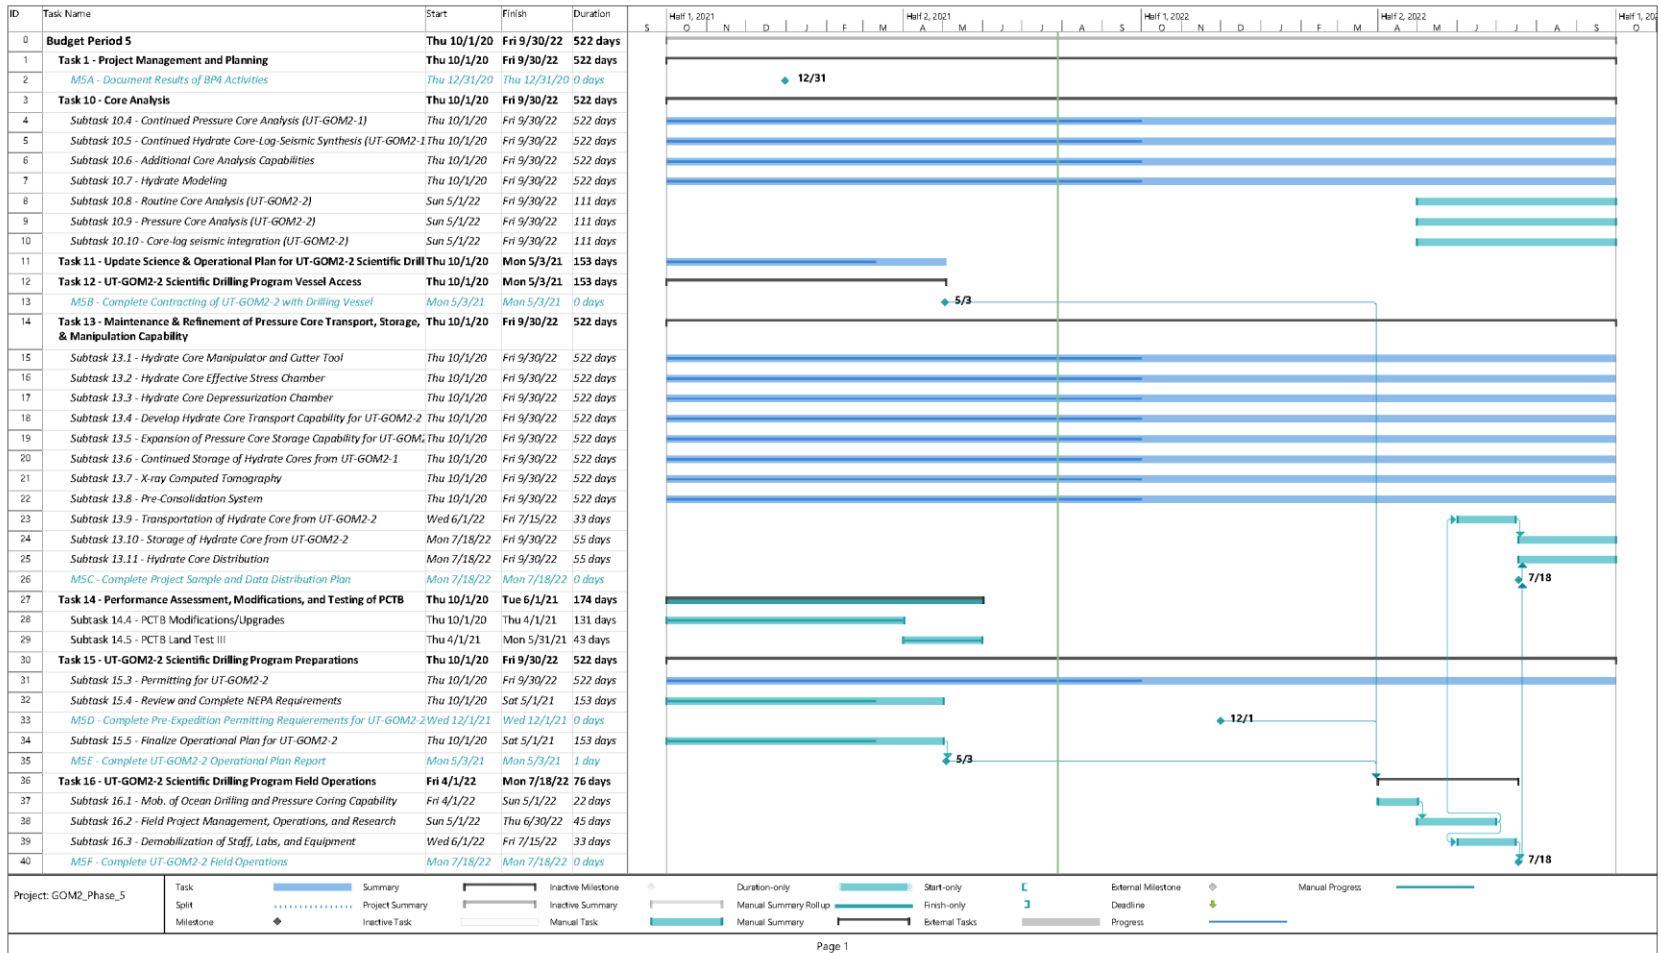 ID Task Name Start Finish Duration
Half 1, 2021 Half 2, 2021 Half 1, 2022 Half 2, 2022 Half 1, 202
S O N D J F M A M J J A S O N D J F M A M J J A S O
0 Budget Period 5 Thu 10/1/20 Fri 9/30/22 522 days
1 Task 1 - Project Management and Planning Thu 10/1/20 Fri 9/30/22 522 days
2 M5A - Document Results of BP4 Activities Thu 12/31/20 Thu 12/31/20 0 days 12/31
3 Task 10 - Core Analysis Thu 10/1/20 Fri 9/30/22 522 days
4 Subtask 10.4 - Continued Pressure Core Analysis (UT-GOM2-1) Thu 10/1/20 Fri 9/30/22 522 days
5 Subtask 10.5 - Continued Hydrate Core-Log-Seismic Synthesis (UT-GOM2-1 Thu 10/1/20 Fri 9/30/22 522 days
6 Subtask 10.6 - Additional Core Analysis Capabilities Thu 10/1/20 Fri 9/30/22 522 days
7 Subtask 10.7 - Hydrate Modeling Thu 10/1/20 Fri 9/30/22 522 days
8 Subtask 10.8 - Routine Core Analysis (UT-GOM2-2) Sun 5/1/22 Fri 9/30/22 111 days
9 Subtask 10.9 - Pressure Core Analysis (UT-GOM2-2) Sun 5/1/22 Fri 9/30/22 111 days
10 Subtask 10.10 - Core-log seismic integration (UT-GOM2-2) Sun 5/1/22 Fri 9/30/22 111 days
11 Task 11 - Update Science & Operational Plan for UT-GOM2-2 Scientific Drill Thu 10/1/20 Mon 5/3/21 153 days
12 Task 12 - UT-GOM2-2 Scientific Drilling Program Vessel Access Thu 10/1/20 Mon 5/3/21 153 days
13 M5B - Complete Contracting of UT-GOM2-2 with Drilling Vessel Mon 5/3/21 Mon 5/3/21 0 days 5/3
14 Task 13 - Maintenance & Refinement of Pressure Core Transport, Storage, Thu 10/1/20 Fri 9/30/22 522 days
& Manipulation Capability
15 Subtask 13.1 - Hydrate Core Manipulator and Cutter Tool Thu 10/1/20 Fri 9/30/22 522 days
16 Subtask 13.2 - Hydrate Core Effective Stress Chamber Thu 10/1/20 Fri 9/30/22 522 days
17 Subtask 13.3 - Hydrate Core Depressurization Chamber Thu 10/1/20 Fri 9/30/22 522 days
18 Subtask 13.4 - Develop Hydrate Core Transport Capability for UT-GOM2-2 Thu 10/1/20 Fri 9/30/22 522 days
19 Subtask 13.5 - Expansion of Pressure Core Storage Capability for UT-GOM2 Thu 10/1/20 Fri 9/30/22 522 days
20 Subtask 13.6 - Continued Storage of Hydrate Cores from UT-GOM2-1 Thu 10/1/20 Fri 9/30/22 522 days
21 Subtask 13.7 - X-ray Computed Tomography Thu 10/1/20 Fri 9/30/22 522 days
22 Subtask 13.8 - Pre-Consolidation System Thu 10/1/20 Fri 9/30/22 522 days
23 Subtask 13.9 - Transportation of Hydrate Core from UT-GOM2-2 Wed 6/1/22 Fri 7/15/22 33 days
24 Subtask 13.10 - Storage of Hydrate Core from UT-GOM2-2 Mon 7/18/22 Fri 9/30/22 55 days
25 Subtask 13.11 - Hydrate Core Distribution Mon 7/18/22 Fri 9/30/22 55 days
26 M5C - Complete Project Sample and Data Distribution Plan Mon 7/18/22 Mon 7/18/22 0 days 7/18
27 Task 14 - Performance Assessment, Modifications, and Testing of PCTB Thu 10/1/20 Tue 6/1/21 174 days
28 Subtask 14.4 - PCTB Modifications/Upgrades Thu 10/1/20 Thu 4/1/21 131 days
29 Subtask 14.5 - PCTB Land Test III Thu 4/1/21 Mon 5/31/21 43 days
30 Task 15 - UT-GOM2-2 Scientific Drilling Program Preparations Thu 10/1/20 Fri 9/30/22 522 days
31 Subtask 15.3 - Permitting for UT-GOM2-2 Thu 10/1/20 Fri 9/30/22 522 days
32 Subtask 15.4 - Review and Complete NEPA Requirements Thu 10/1/20 Sat 5/1/21 153 days
33 M5D - Complete Pre-Expedition Permitting Requierements for UT-GOM2-2 Wed 12/1/21 Wed 12/1/21 0 days 12/1
34 Subtask 15.5 - Finalize Operational Plan for UT-GOM2-2 Thu 10/1/20 Sat 5/1/21 153 days
35 M5E - Complete UT-GOM2-2 Operational Plan Report Mon 5/3/21 Mon 5/3/21 1 day 5/3
36 Task 16 - UT-GOM2-2 Scientific Drilling Program Field Operations Fri 4/1/22 Mon 7/18/22 76 days
37 Subtask 16.1 - Mob. of Ocean Drilling and Pressure Coring Capability Fri 4/1/22 Sun 5/1/22 22 days
38 Subtask 16.2 - Field Project Management, Operations, and Research Sun 5/1/22 Thu 6/30/22 45 days
39 Subtask 16.3 - Demobilization of Staff, Labs, and Equipment Wed 6/1/22 Fri 7/15/22 33 days
40 M5F - Complete UT-GOM2-2 Field Operations Mon 7/18/22 Mon 7/18/22 0 days 7/18
Project: GOM2_Phase_5
Task Summary Inactive Milestone Duration-only Start-only External Milestone Manual Progress
Split Project Summary Inactive Summary Manual Summary Rollup Finish-only Deadline
Milestone Inactive Task Manual Task Manual Summary External Tasks Progress
Page 1